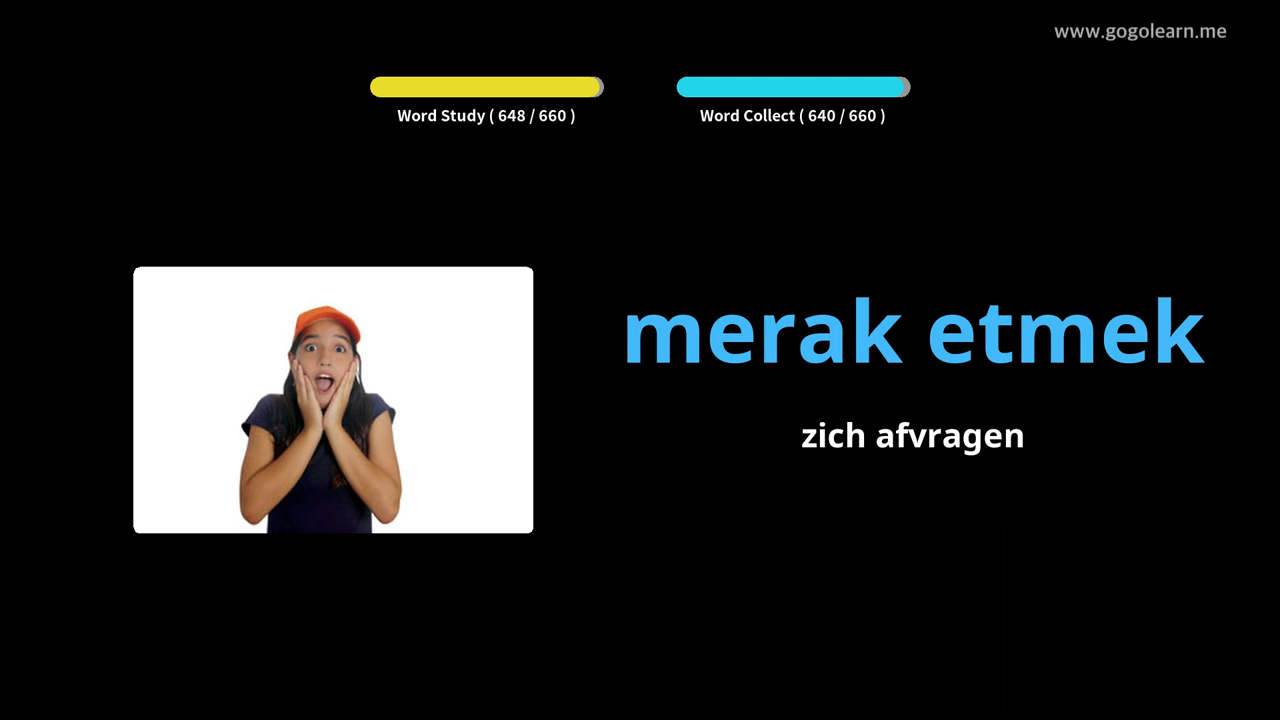 www.gogolearn.me
Word Study ( 648 / 660 )
Word Collect ( 640 / 660 )
merak etmek
zich afvragen